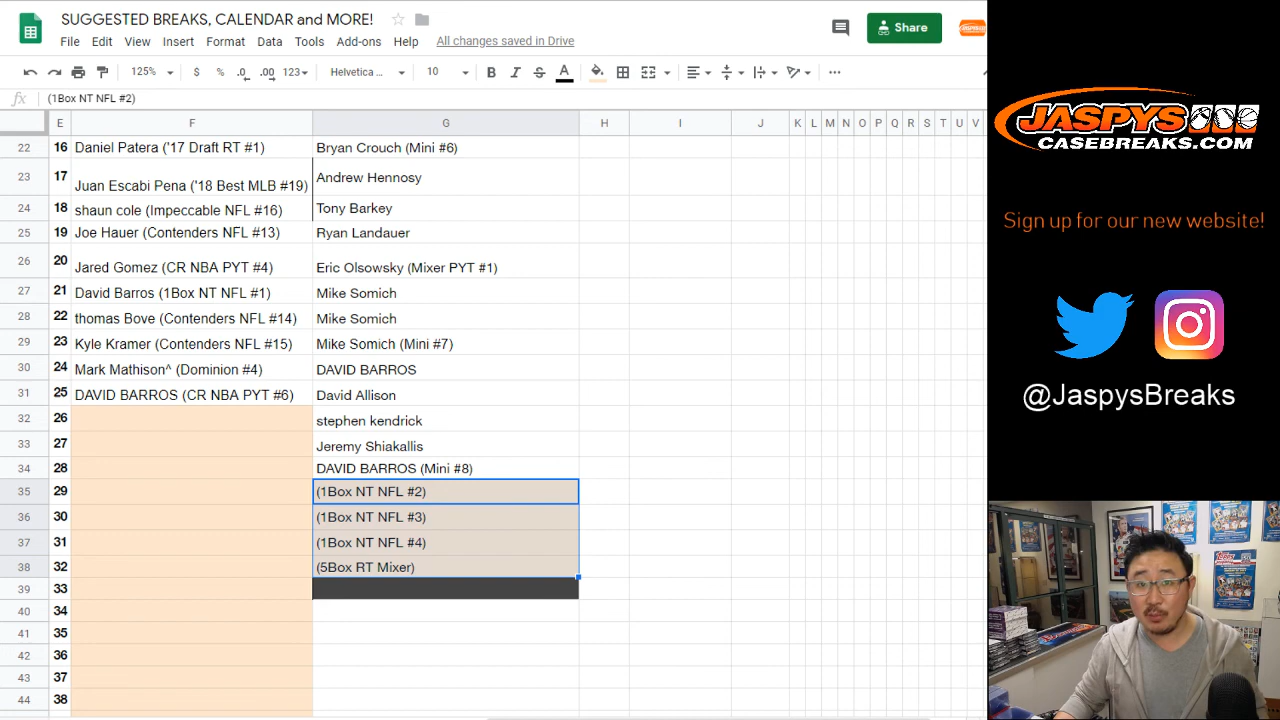 SUGGESTED BREAKS, CALENDAR and MORE!
File Edit View Insert Format Data Tools Add-ons Help All changes saved in Drive
Share
125% $ % .0 .00 123 Helvetica ... 10 B I S A
fx (1Box NT NFL #2)
E F G H I J K L M N O P Q R S T U V
22 16 Daniel Patera ('17 Draft RT #1) Bryan Crouch (Mini #6)
23 17 Juan Escabi Pena ('18 Best MLB #19) Andrew Hennosy
24 18 shaun cole (Impeccable NFL #16) Tony Barkey
25 19 Joe Hauer (Contenders NFL #13) Ryan Landauer
26 20 Jared Gomez (CR NBA PYT #4) Eric Olsowsky (Mixer PYT #1)
27 21 David Barros (1Box NT NFL #1) Mike Somich
28 22 thomas Bove (Contenders NFL #14) Mike Somich
29 23 Kyle Kramer (Contenders NFL #15) Mike Somich (Mini #7)
30 24 Mark Mathison^ (Dominion #4) DAVID BARROS
31 25 DAVID BARROS (CR NBA PYT #6) David Allison
32 26 stephen kendrick
33 27 Jeremy Shiakallis
34 28 DAVID BARROS (Mini #8)
35 29 (1Box NT NFL #2)
36 30 (1Box NT NFL #3)
37 31 (1Box NT NFL #4)
38 32 (5Box RT Mixer)
39 33
40 34
41 35
42 36
43 37
44 38
JASPYS
CASEBREAKS.COM
Sign up for our new website!
@JaspysBreaks